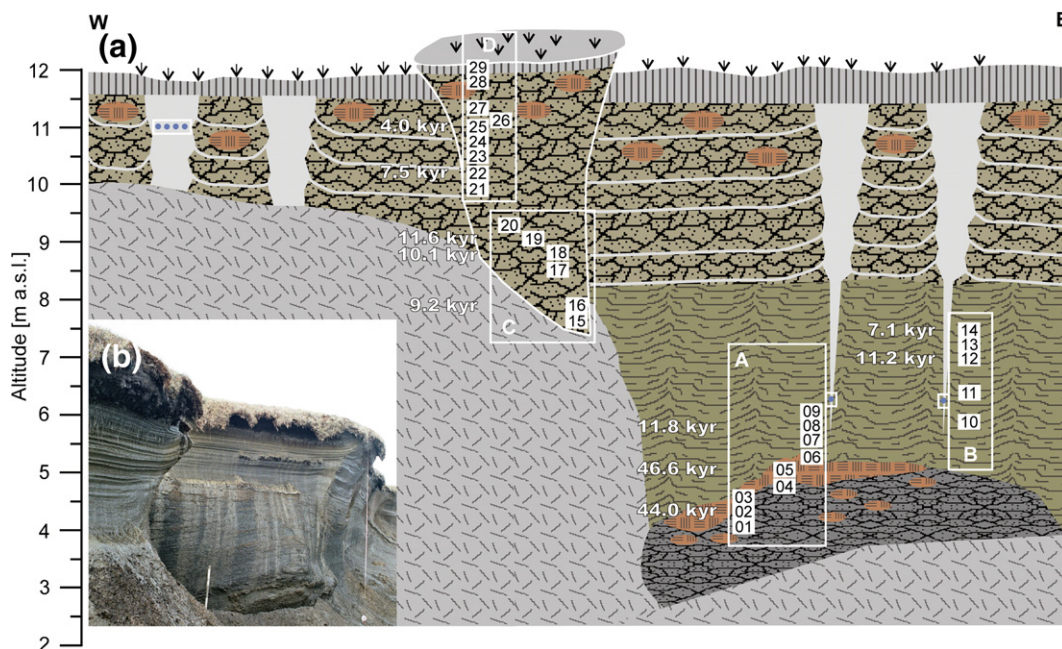 W
E
(a)
D
12
11
10
9
8
7
6
5
4
3
2
Altitude [m a.s.l.]
29
28
27
26
4.0 kyr
25
24
23
7.5 kyr
22
21
20
11.6 kyr
19
10.1 kyr
18
17
9.2 kyr
16
15
C
A
7.1 kyr
14
13
11.2 kyr
12
11
09
11.8 kyr
08
10
07
06
B
46.6 kyr
05
04
03
44.0 kyr
02
01
(b)